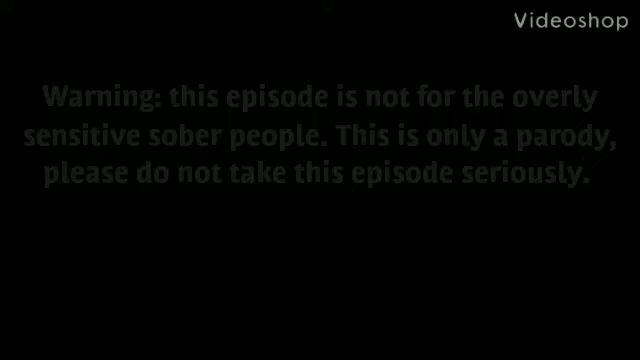 Videoshop
Warning: this episode is not for the overly
sensitive sober people. This is only a parody,
please do not take this episode seriously.